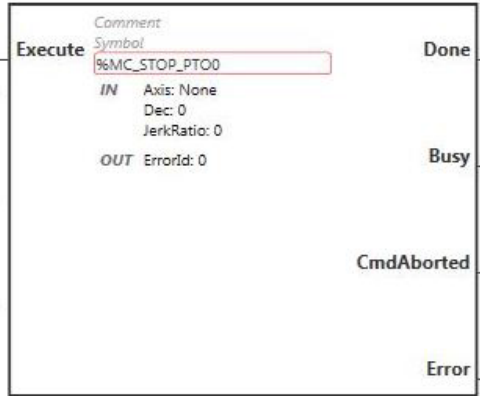 Comment
Execute Symbol Done
%MC_STOP_PTO0
IN Axis: None
Dec: 0
JerkRatio: 0
OUT ErrorId: 0 Busy
CmdAborted
Error